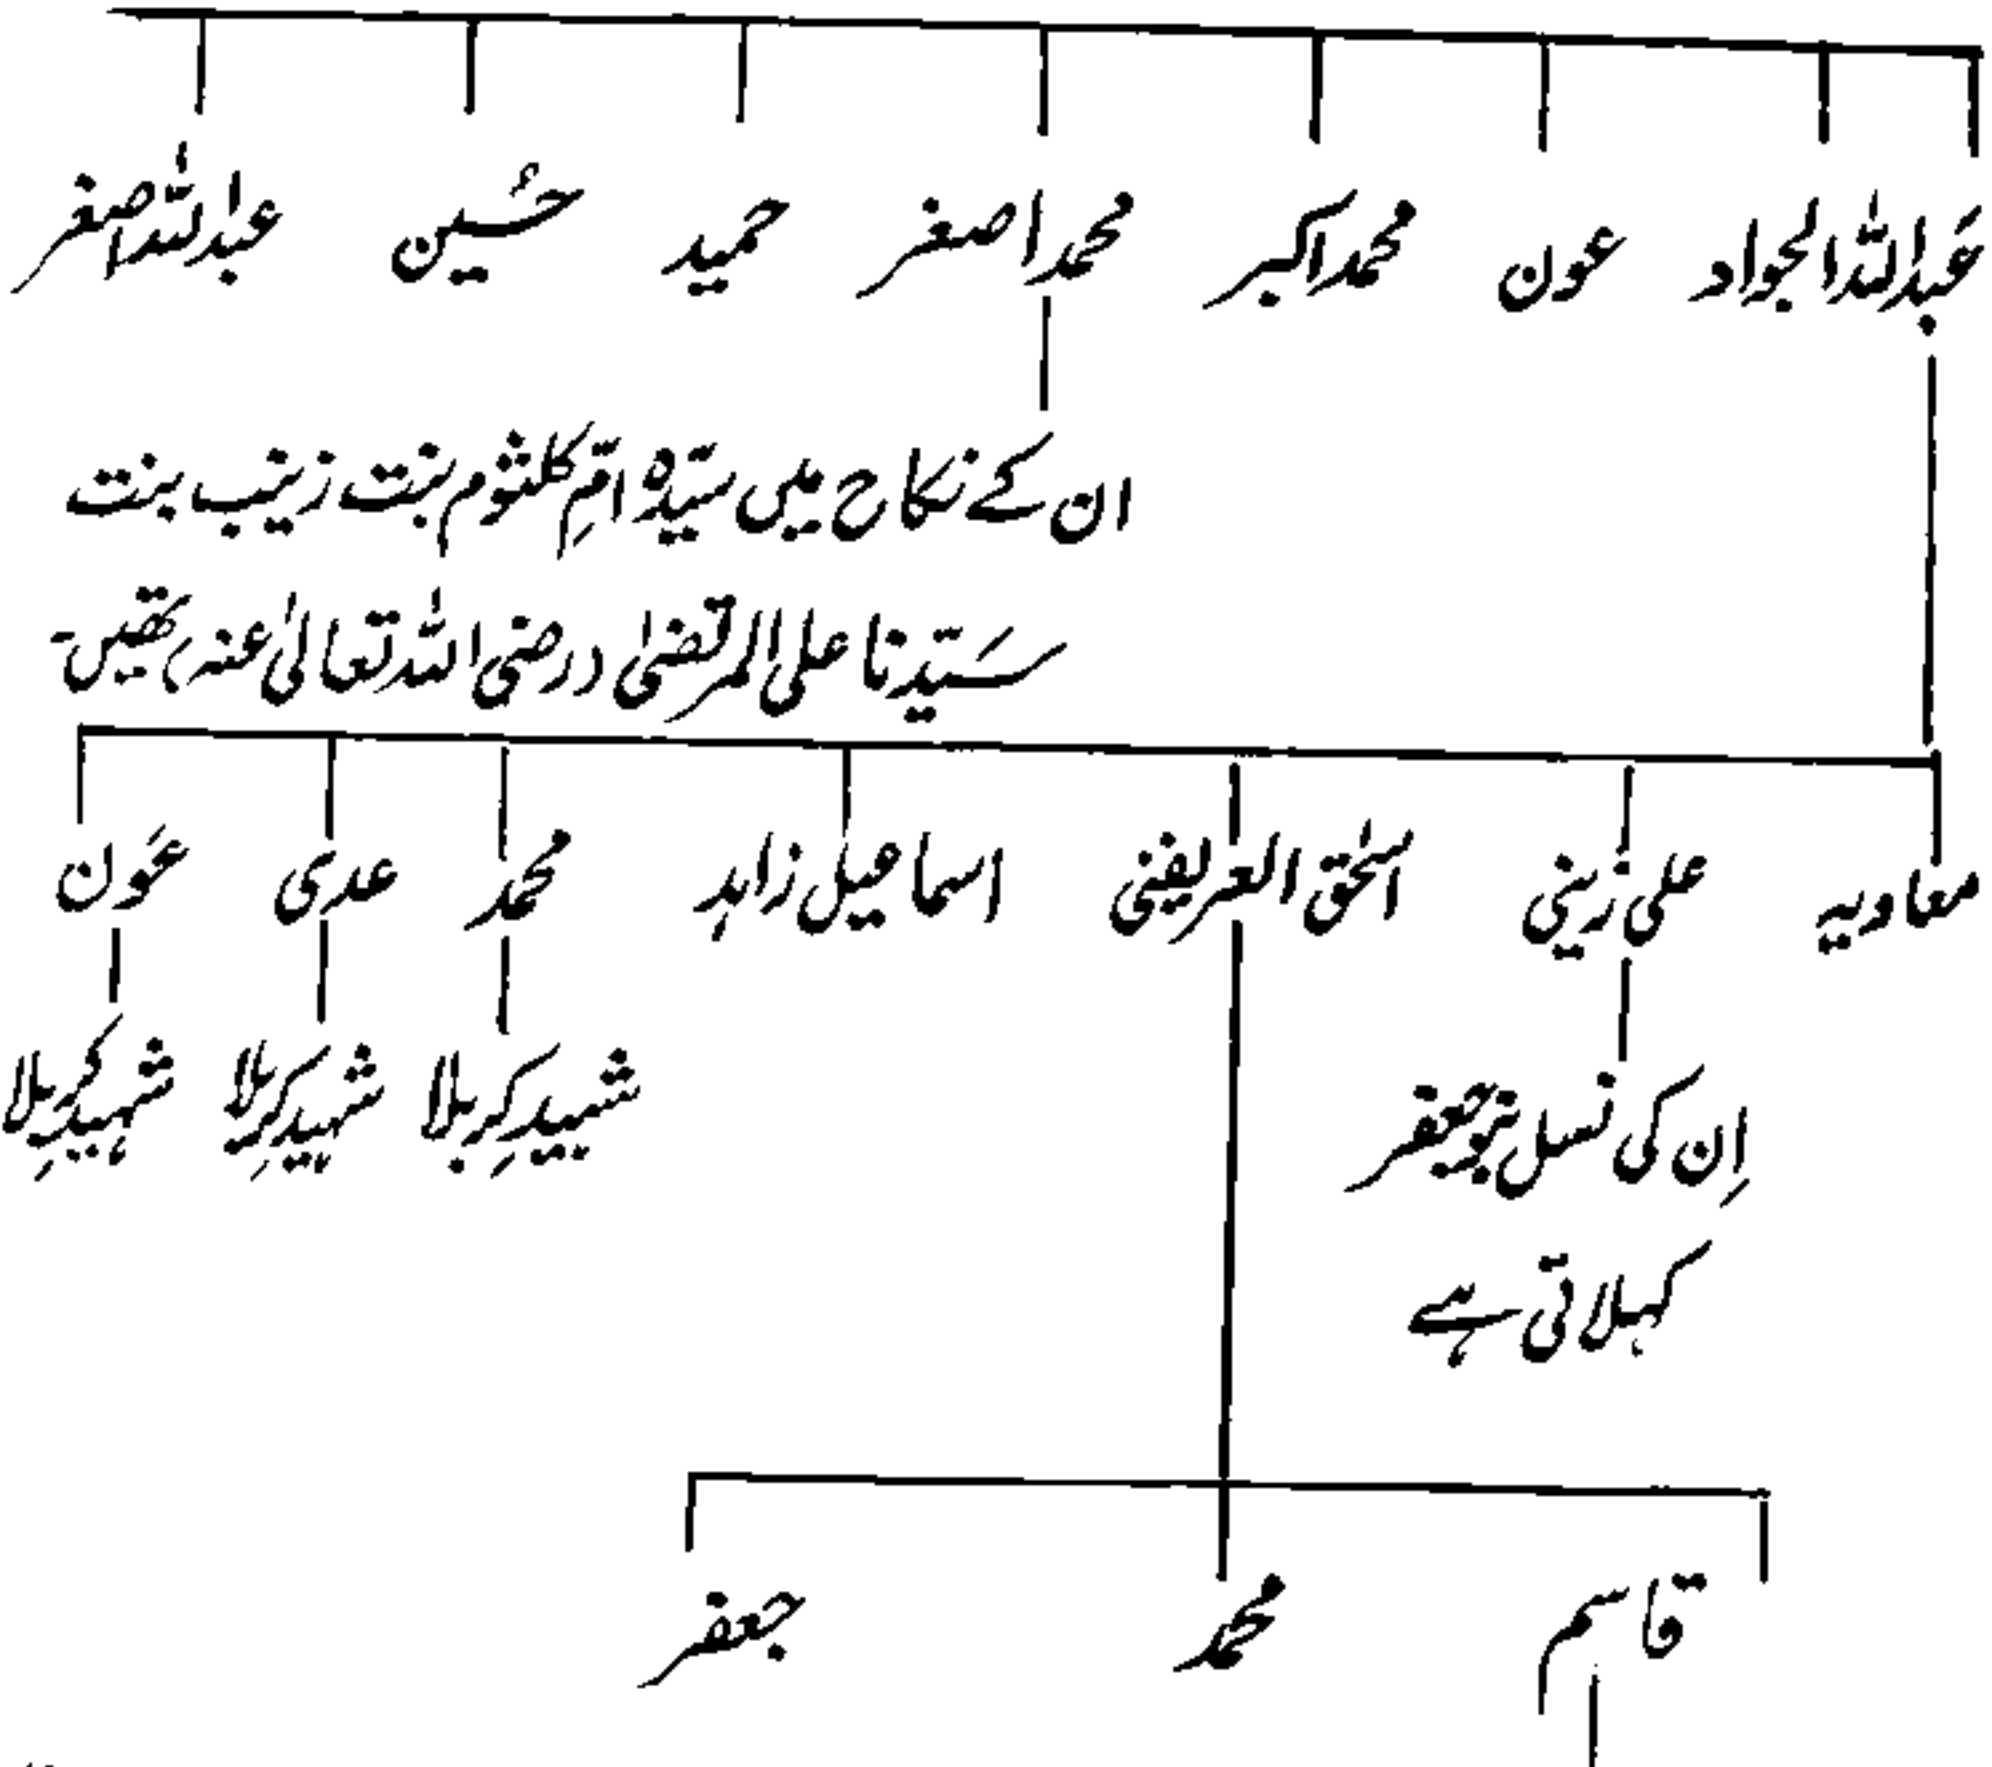 عبداللہ الجواد عون محمد اکبر محمد اصغر حمید حسین عبداللہ اصغر
ان کے نکاح میں سیدہ امِ کلثوم بنت زینب بنت
سیدنا علی المرتضیٰ (رضی اللہ تعالیٰ عنہ) تھیں۔
معاویہ علی زینی اسحٰق العریضی اسماعیل زاہد محمد عدی عون
شہیدِ کربلا شہیدِ کربلا شہیدِ کربلا
اِن کی نسل بنو جعفر
کہلاتی ہے
قاسم محمد جعفر